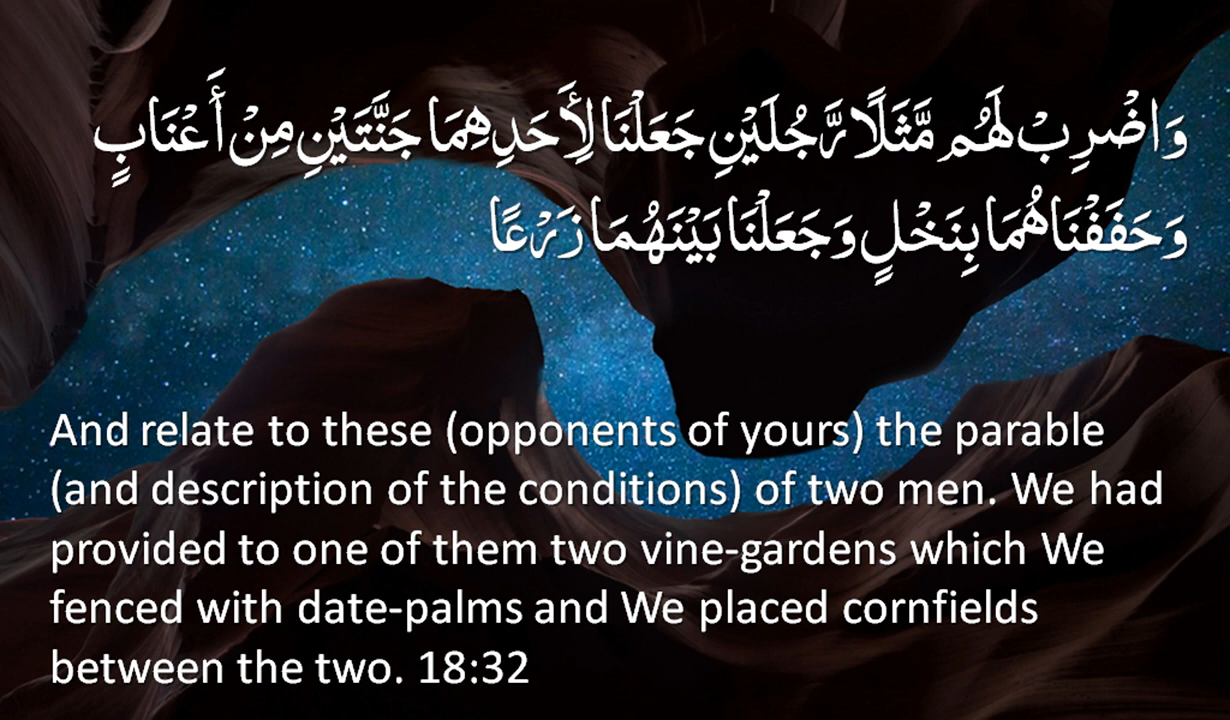 وَاضْرِبْ لَهُم مَّثَلًا رَّجُلَيْنِ جَعَلْنَا لِأَحَدِهِمَا جَنَّتَيْنِ مِنْ أَعْنَابٍ
وَحَفَفْنَاهُمَا بِنَخْلٍ وَجَعَلْنَا بَيْنَهُمَا زَرْعًا
And relate to these (opponents of yours) the parable
(and description of the conditions) of two men. We had
provided to one of them two vine-gardens which We
fenced with date-palms and We placed cornfields
between the two. 18:32